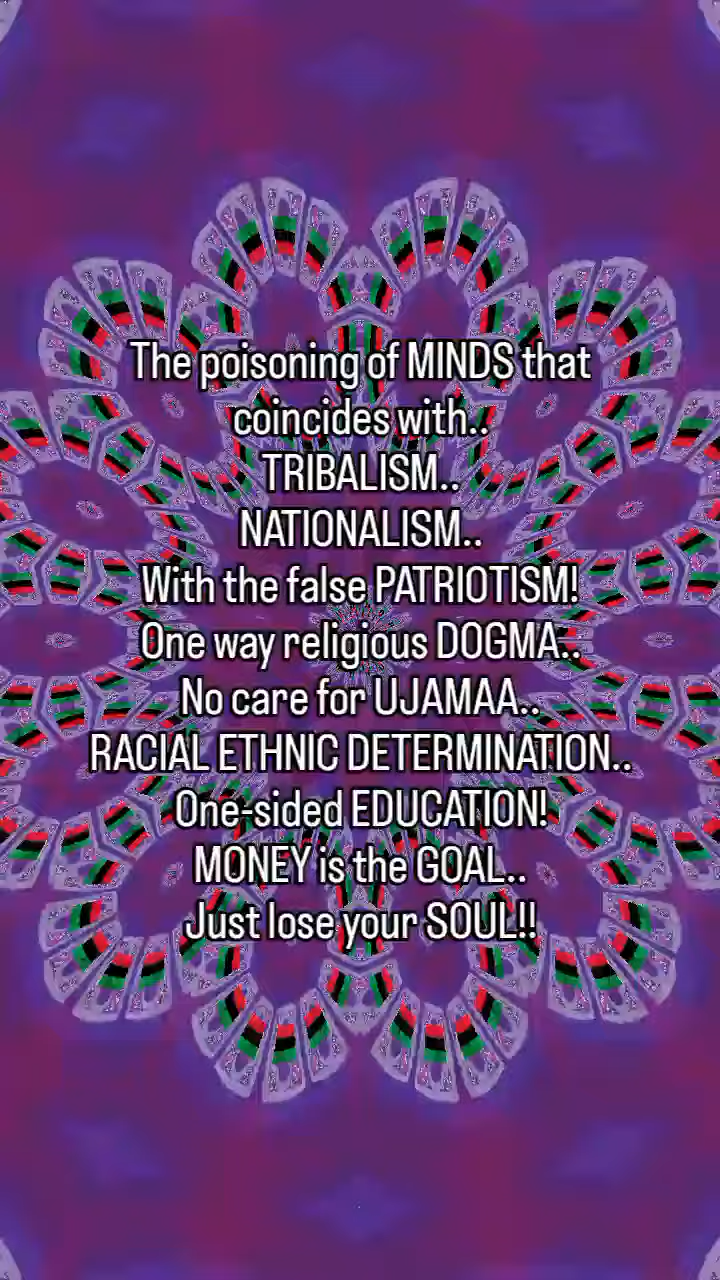 The poisoning of MINDS that
coincides with..
TRIBALISM..
NATIONALISM..
With the false PATRIOTISM!
One way religious DOGMA..
No care for UJAMAA..
RACIAL ETHNIC DETERMINATION..
One-sided EDUCATION!
MONEY is the GOAL..
Just lose your SOUL!!